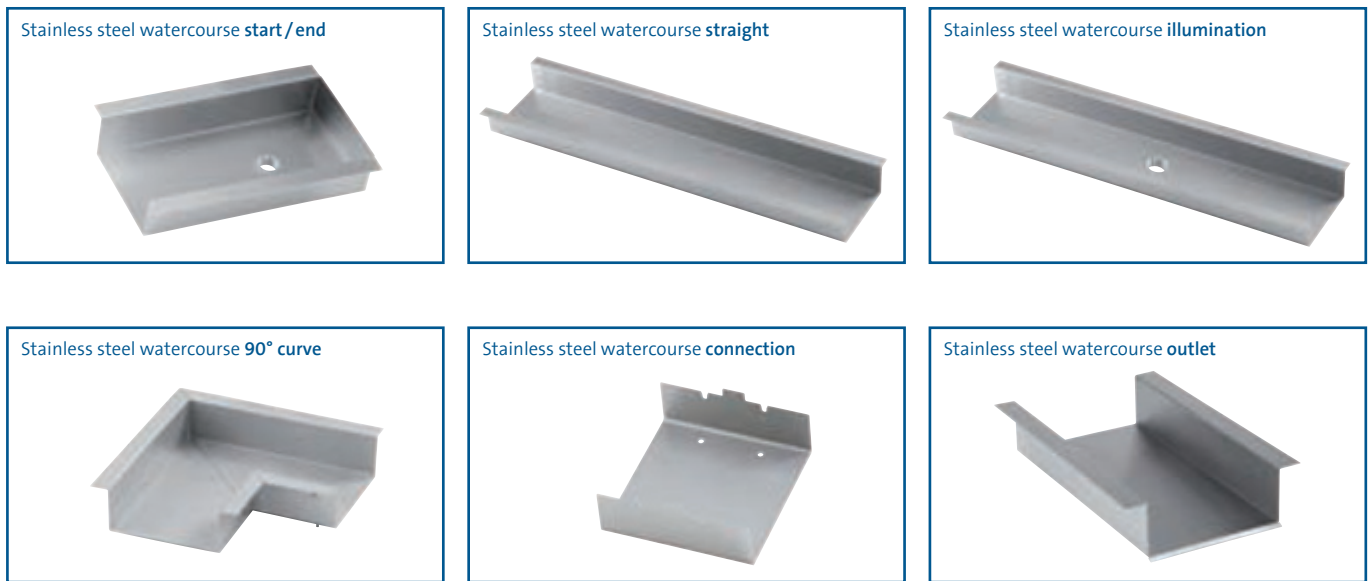 Stainless steel watercourse start / end
Stainless steel watercourse straight
Stainless steel watercourse illumination
Stainless steel watercourse 90° curve
Stainless steel watercourse connection
Stainless steel watercourse outlet